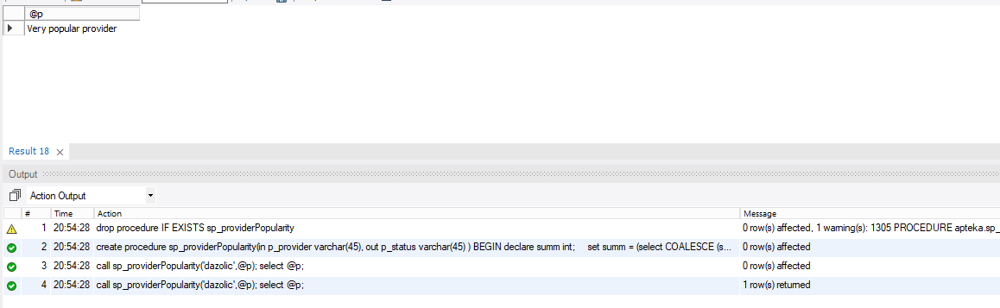 @p
Very popular provider
Result 18
Output
Action Output
# Time Action Message
1 20:54:28 drop procedure IF EXISTS sp_providerPopularity 0 row(s) affected, 1 warning(s): 1305 PROCEDURE apteka.sp_
2 20:54:28 create procedure sp_providerPopularity(in p_provider varchar(45), out p_status varchar(45) ) BEGIN declare summ int; set summ = (select COALESCE (s... 0 row(s) affected
3 20:54:28 call sp_providerPopularity('dazolic',@p); select @p; 0 row(s) affected
4 20:54:28 call sp_providerPopularity('dazolic',@p); select @p; 1 row(s) returned